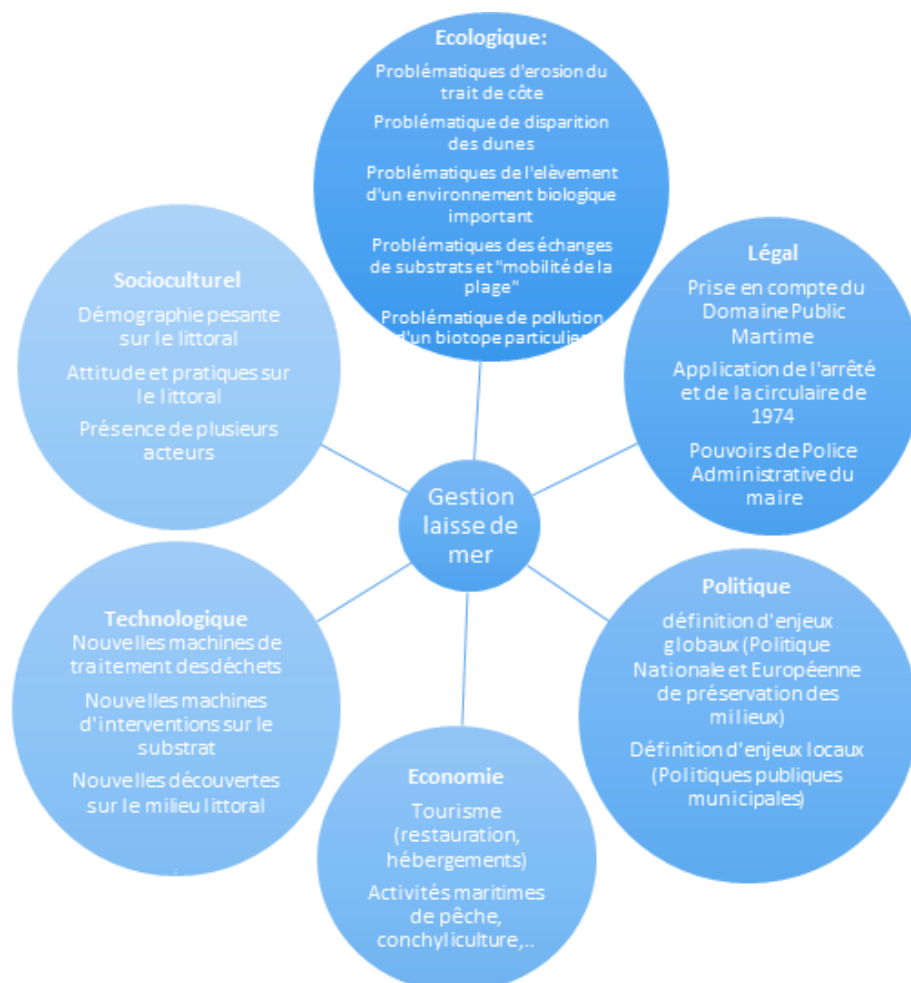 Ecologique:
Problématiques d'erosion du
trait de côte
Problématique de disparition
des dunes
Problématiques de l'elèvement
d'un environnement biologique
important
Problématiques des échanges
de substrats et "mobilité de la
plage"
Problématique de pollution
d'un biotope particulier
Légal
Prise en compte du
Domaine Public
Martime
Application de l'arrêté
et de la circulaire de
1974
Pouvoirs de Police
Administrative du
maire
Politique
définition d'enjeux
globaux (Politique
Nationale et Européenne
de préservation des
milieux)
Définition d'enjeux locaux
(Politiques publiques
municipales)
Economie
Tourisme
(restauration,
hébergements)
Activités maritimes
de pêche,
conchyliculture,..
Technologique
Nouvelles machines de
traitement des déchets
Nouvelles machines
d'interventions sur le
substrat
Nouvelles découvertes
sur le milieu littoral
Socioculturel
Démographie pesante
sur le littoral
Attitude et pratiques sur
le littoral
Présence de plusieurs
acteurs
Gestion
laisse de
mer